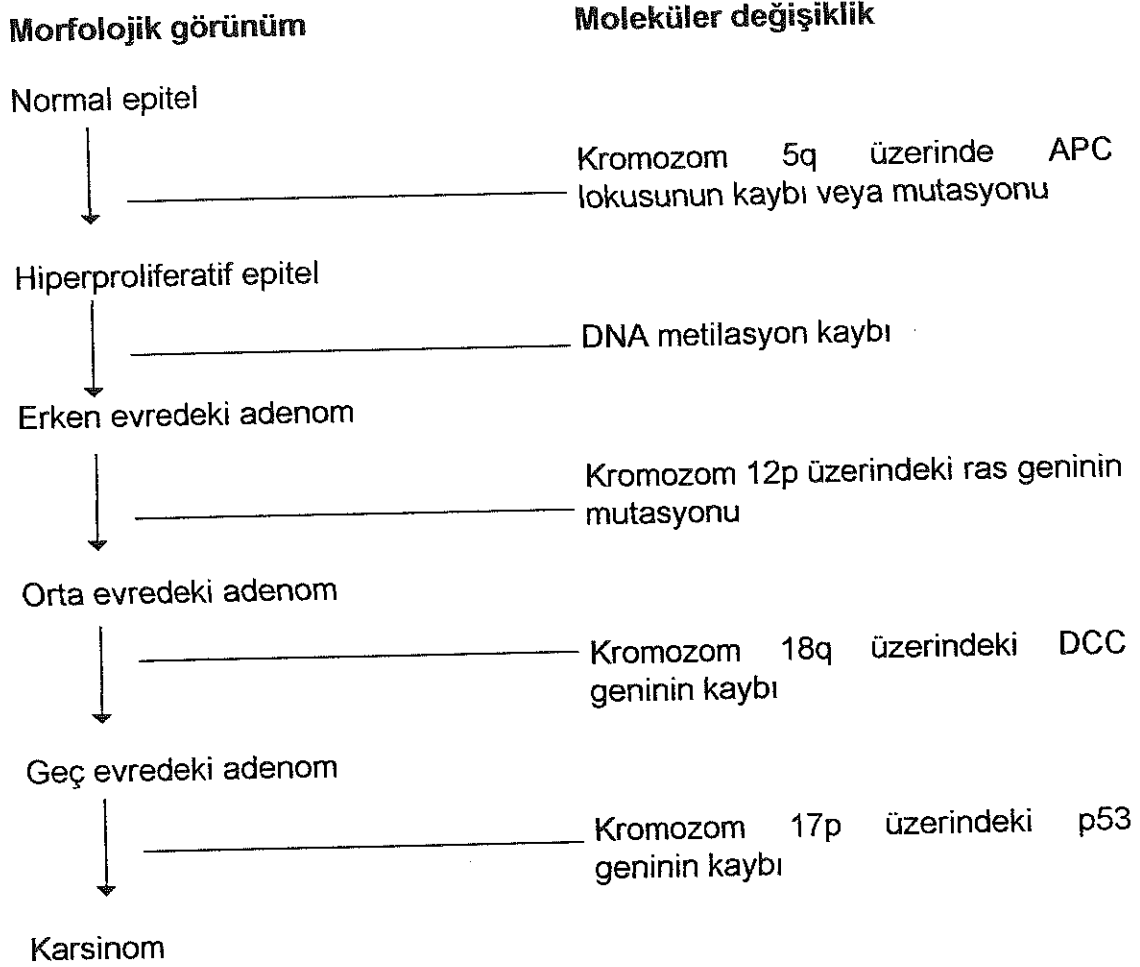 Morfolojik görünüm
Moleküler değişiklik
Normal epitel
Kromozom 5q üzerinde APC
lokusunun kaybı veya mutasyonu
Hiperproliferatif epitel
DNA metilasyon kaybı
Erken evredeki adenom
Kromozom 12p üzerindeki ras geninin
mutasyonu
Orta evredeki adenom
Kromozom 18q üzerindeki DCC
geninin kaybı
Geç evredeki adenom
Kromozom 17p üzerindeki p53
geninin kaybı
Karsinom